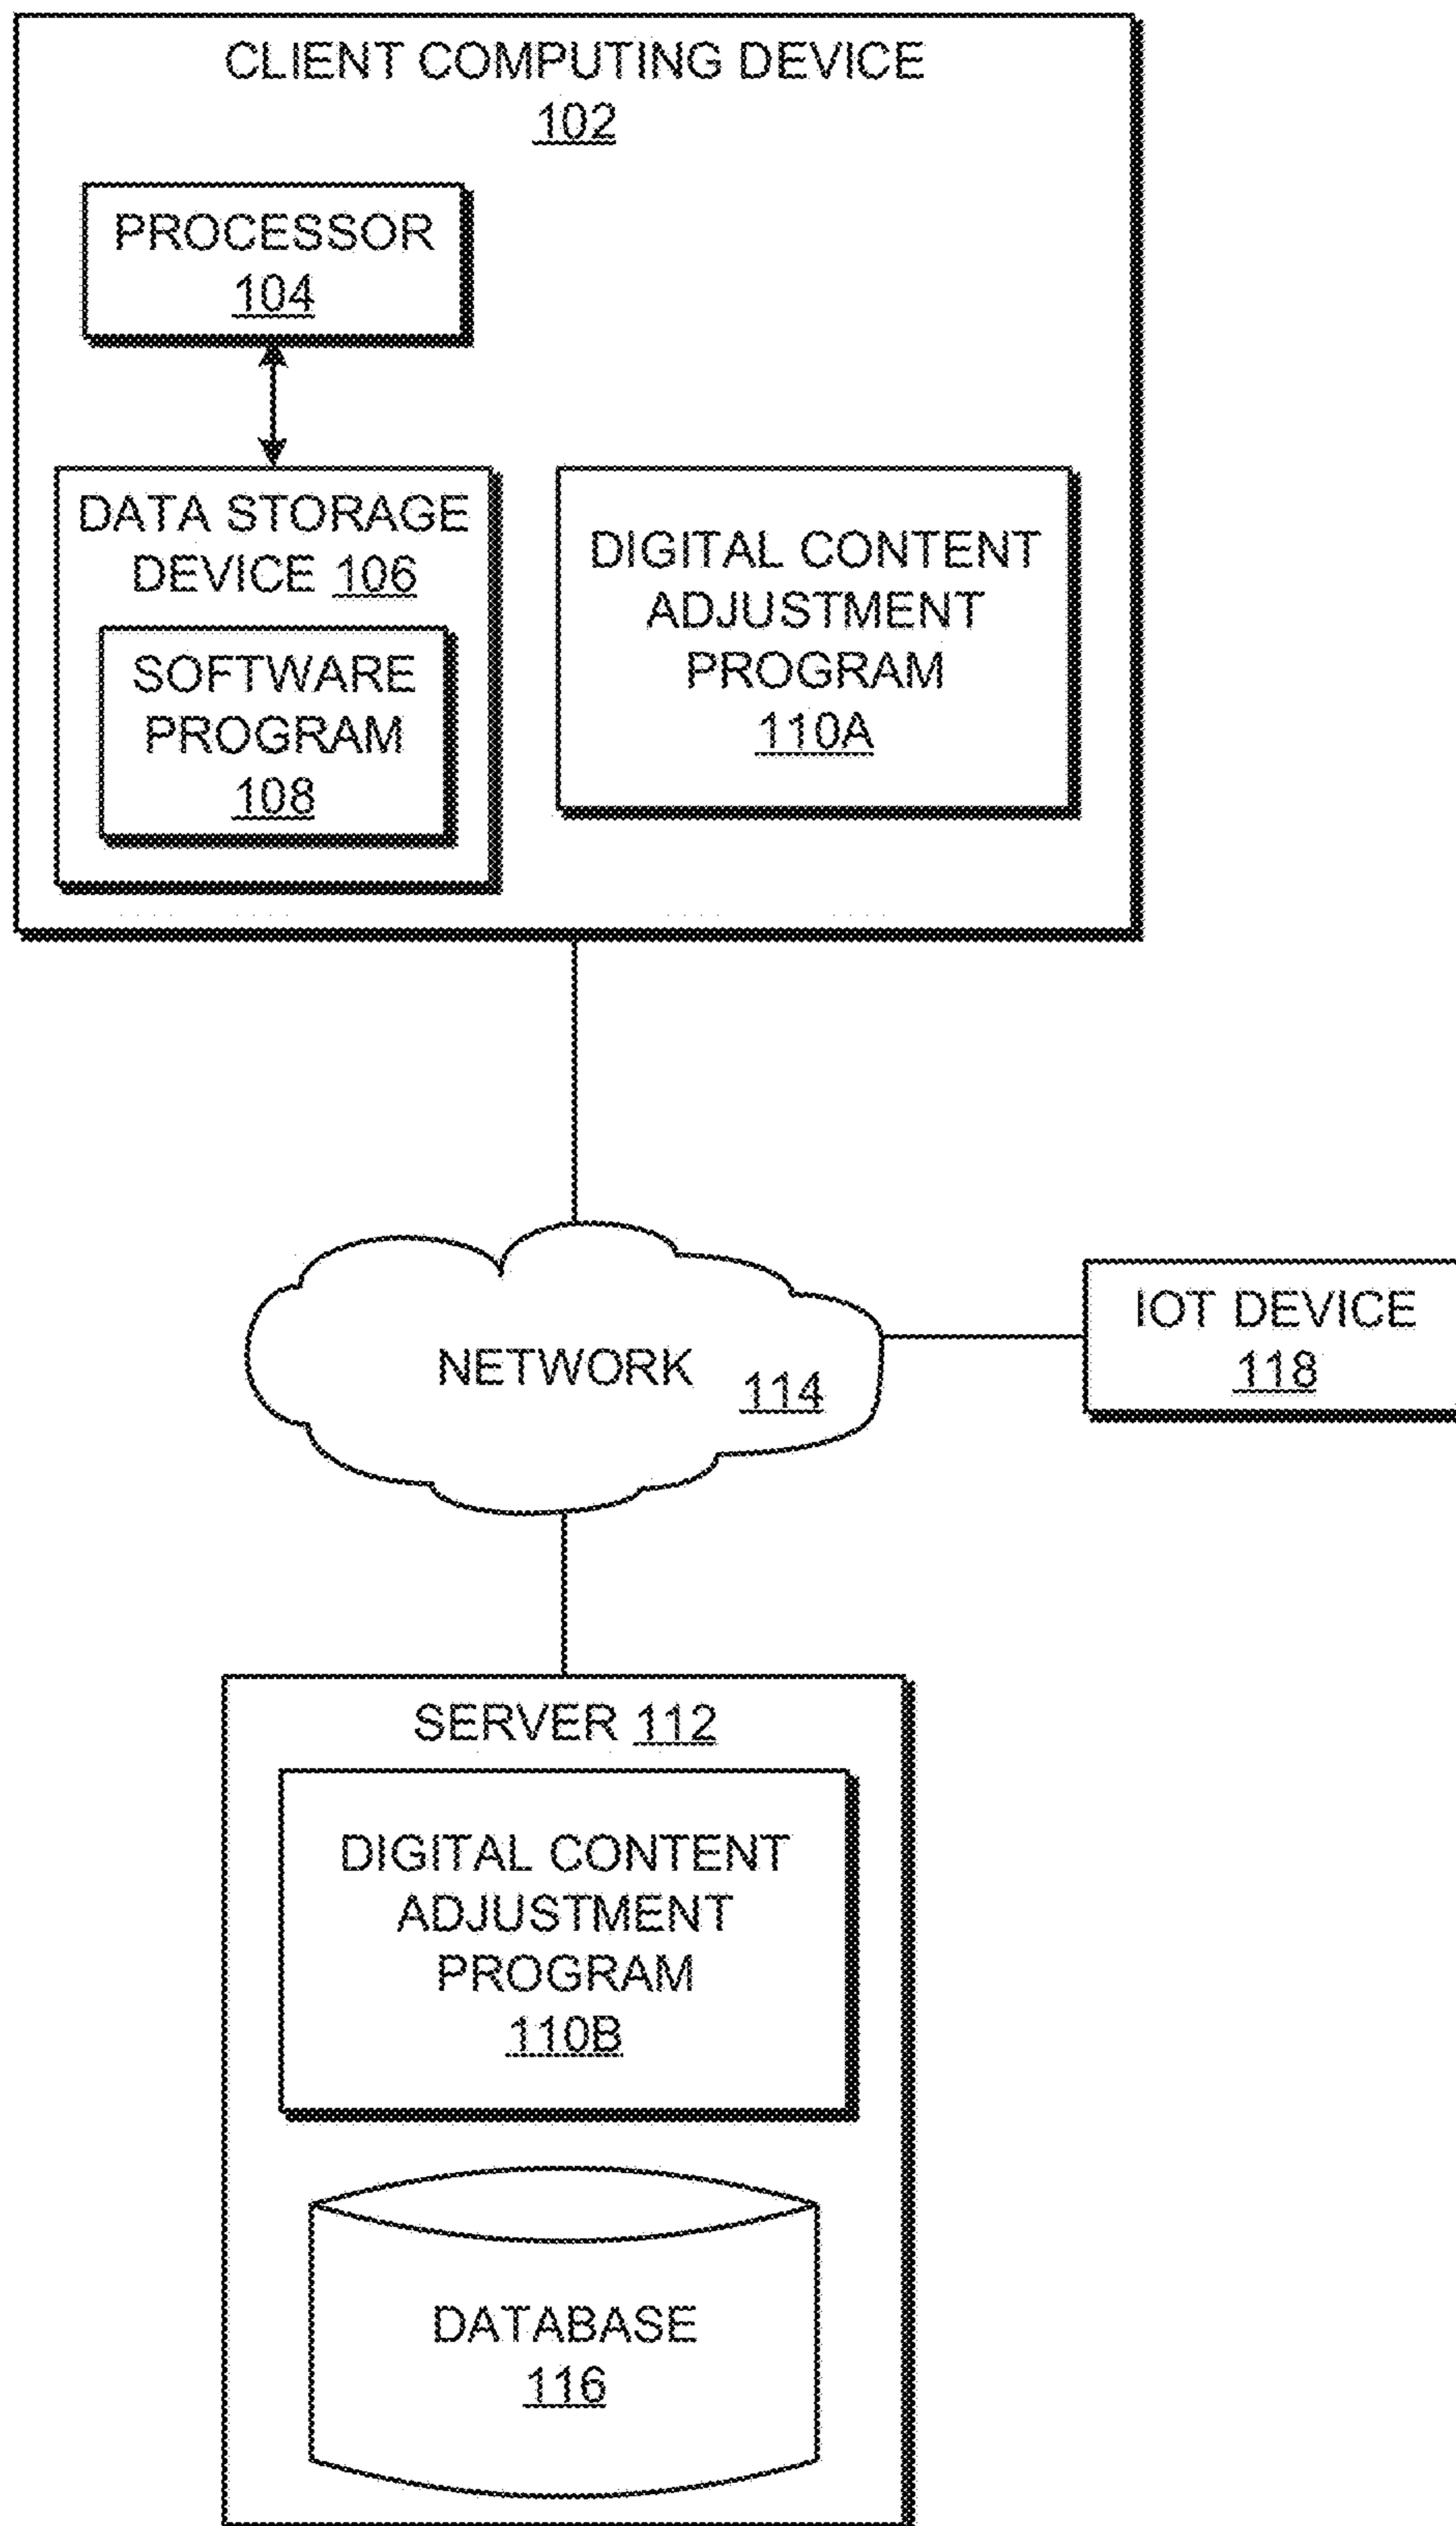 CLIENT COMPUTING DEVICE
102
PROCESSOR
104
DATA STORAGE
DEVICE 106
SOFTWARE
PROGRAM
108
DIGITAL CONTENT
ADJUSTMENT
PROGRAM
110A
NETWORK 114
IOT DEVICE
118
SERVER 112
DIGITAL CONTENT
ADJUSTMENT
PROGRAM
110B
DATABASE
116